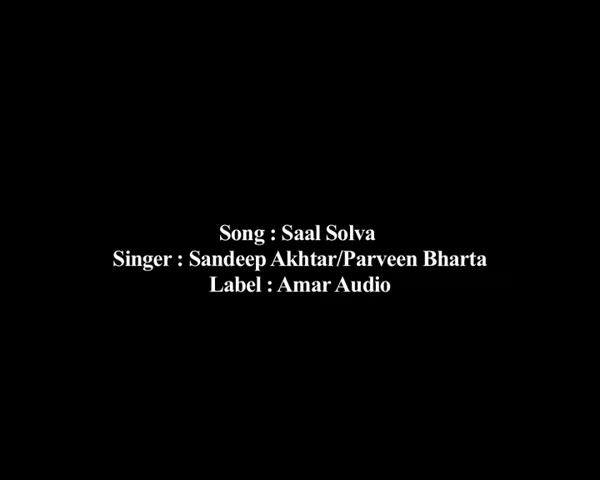 Song : Saal Solva
Singer : Sandeep Akhtar/Parveen Bharta
Label : Amar Audio